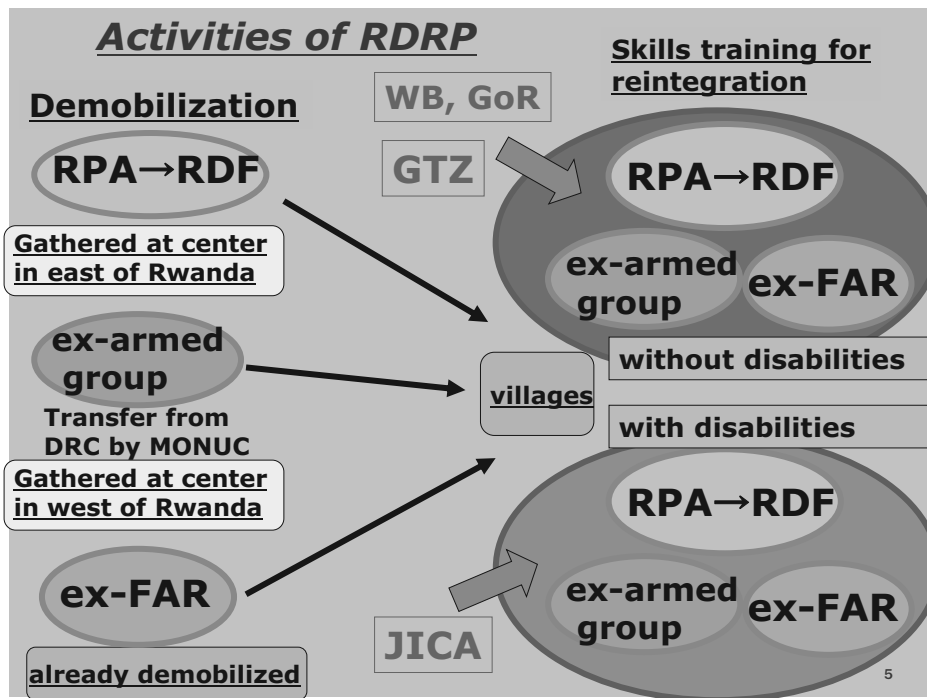 Activities of RDRP
Demobilization
RPA→RDF
Gathered at center
in east of Rwanda
ex-armed
group
Transfer from
DRC by MONUC
Gathered at center
in west of Rwanda
ex-FAR
already demobilized
villages
WB, GoR
GTZ
JICA
Skills training for
reintegration
RPA→RDF
ex-armed
group
ex-FAR
without disabilities
with disabilities
RPA→RDF
ex-armed
group
ex-FAR
5